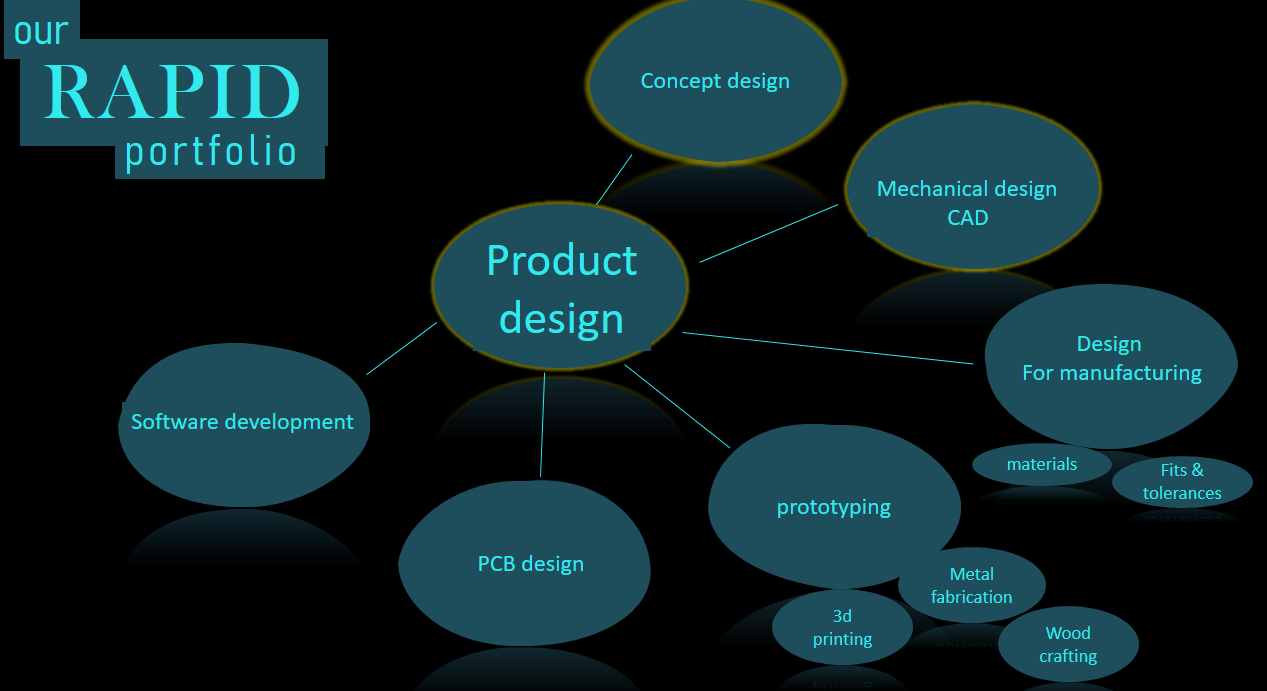 our
RAPID
portfolio
Concept design
Mechanical design
CAD
Product
design
Design
For manufacturing
materials
Fits &
tolerances
Software development
prototyping
PCB design
Metal
fabrication
3d
printing
Wood
crafting